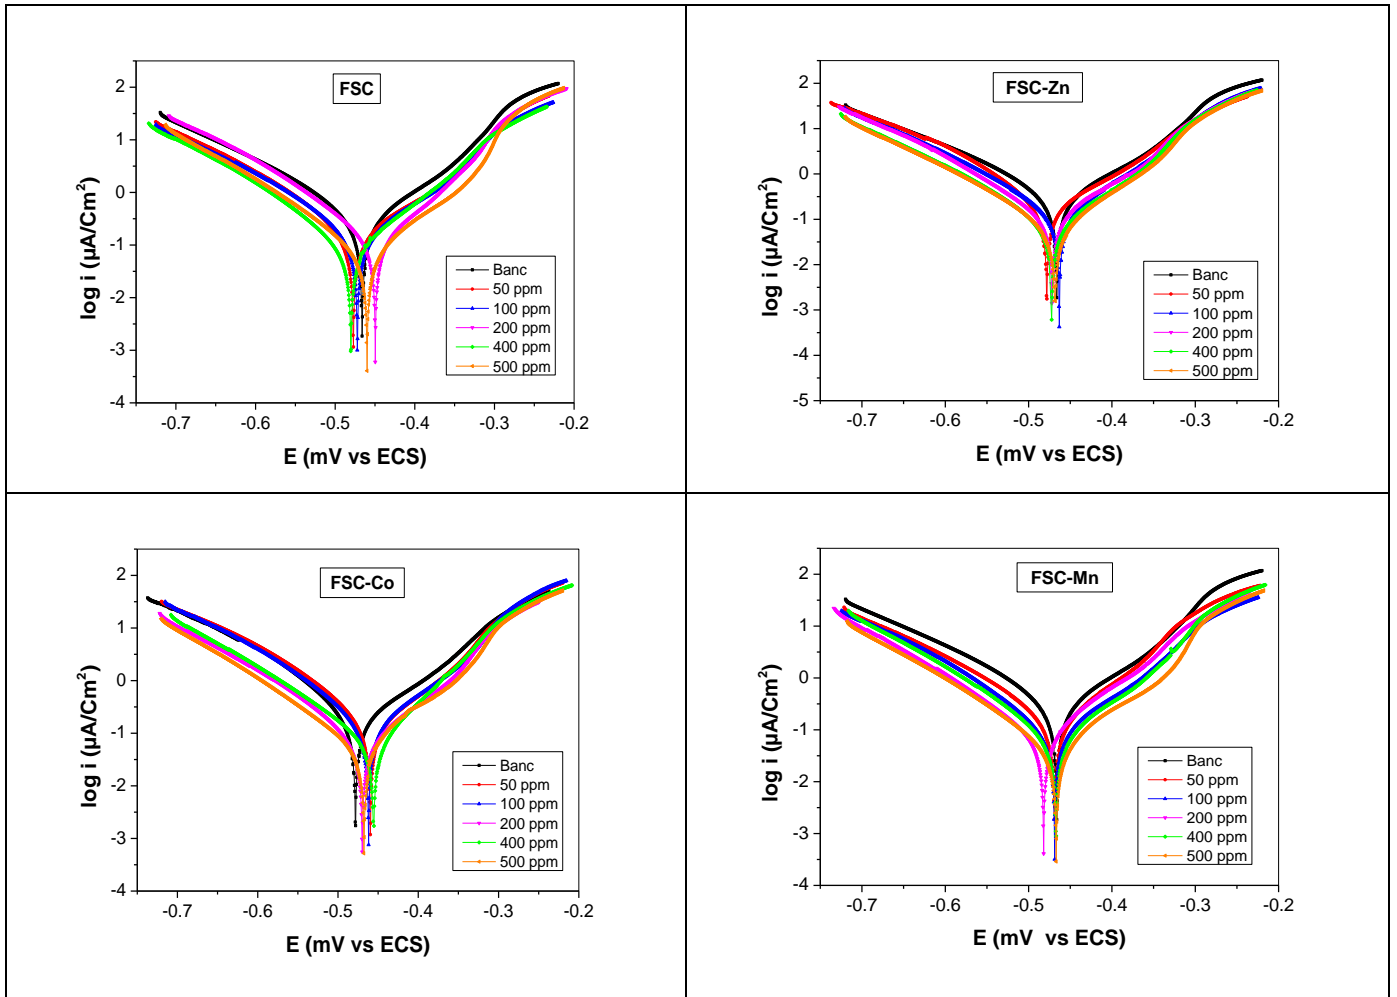 FSC
2
1
0
-1
-2
-3
-4
log i (µA/Cm²)
Banc
50 ppm
100 ppm
200 ppm
400 ppm
500 ppm
-0.7 -0.6 -0.5 -0.4 -0.3 -0.2
E (mV vs ECS)
FSC-Zn
2
1
0
-1
-2
-3
-4
-5
log i (µA/Cm²)
Banc
50 ppm
100 ppm
200 ppm
400 ppm
500 ppm
-0.7 -0.6 -0.5 -0.4 -0.3 -0.2
E (mV vs ECS)
FSC-Co
2
1
0
-1
-2
-3
-4
log i (µA/Cm²)
Banc
50 ppm
100 ppm
200 ppm
400 ppm
500 ppm
-0.7 -0.6 -0.5 -0.4 -0.3 -0.2
E (mV vs ECS)
FSC-Mn
2
1
0
-1
-2
-3
-4
log i (µA/Cm²)
Banc
50 ppm
100 ppm
200 ppm
400 ppm
500 ppm
-0.7 -0.6 -0.5 -0.4 -0.3 -0.2
E (mV vs ECS)